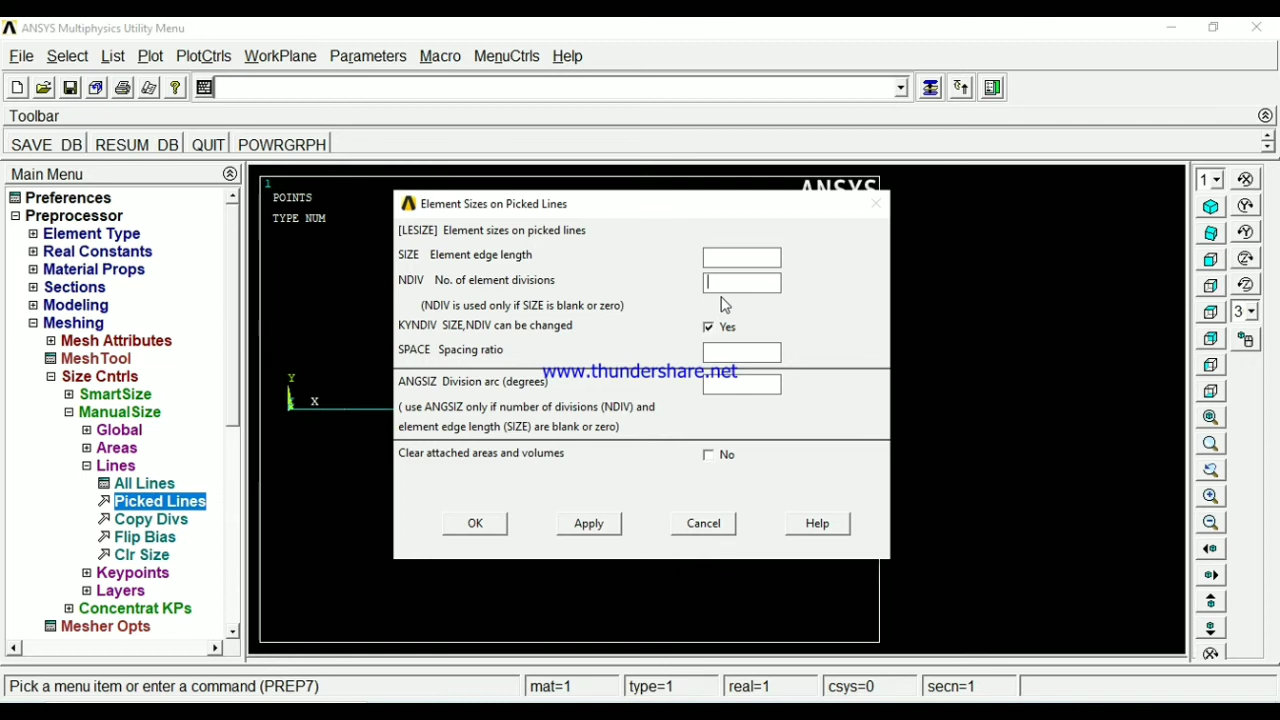 ANSYS Multiphysics Utility Menu
File Select List Plot PlotCtrls WorkPlane Parameters Macro MenuCtrls Help
Toolbar
SAVE_DB RESUM_DB QUIT POWRGRPH
Main Menu
Preferences
Preprocessor
Element Type
Real Constants
Material Props
Sections
Modeling
Meshing
Mesh Attributes
MeshTool
Size Cntrls
SmartSize
ManualSize
Global
Areas
Lines
All Lines
Picked Lines
Copy Divs
Flip Bias
Clr Size
Keypoints
Layers
Concentrat KPs
Mesher Opts
1
POINTS
TYPE NUM
ANSYS
Y
X
Element Sizes on Picked Lines
[LESIZE] Element sizes on picked lines
SIZE Element edge length
NDIV No. of element divisions
(NDIV is used only if SIZE is blank or zero)
KYNDIV SIZE,NDIV can be changed Yes
SPACE Spacing ratio
www.thundershare.net
ANGSIZ Division arc (degrees)
( use ANGSIZ only if number of divisions (NDIV) and
element edge length (SIZE) are blank or zero)
Clear attached areas and volumes No
OK Apply Cancel Help
1
3
Pick a menu item or enter a command (PREP7) mat=1 type=1 real=1 csys=0 secn=1